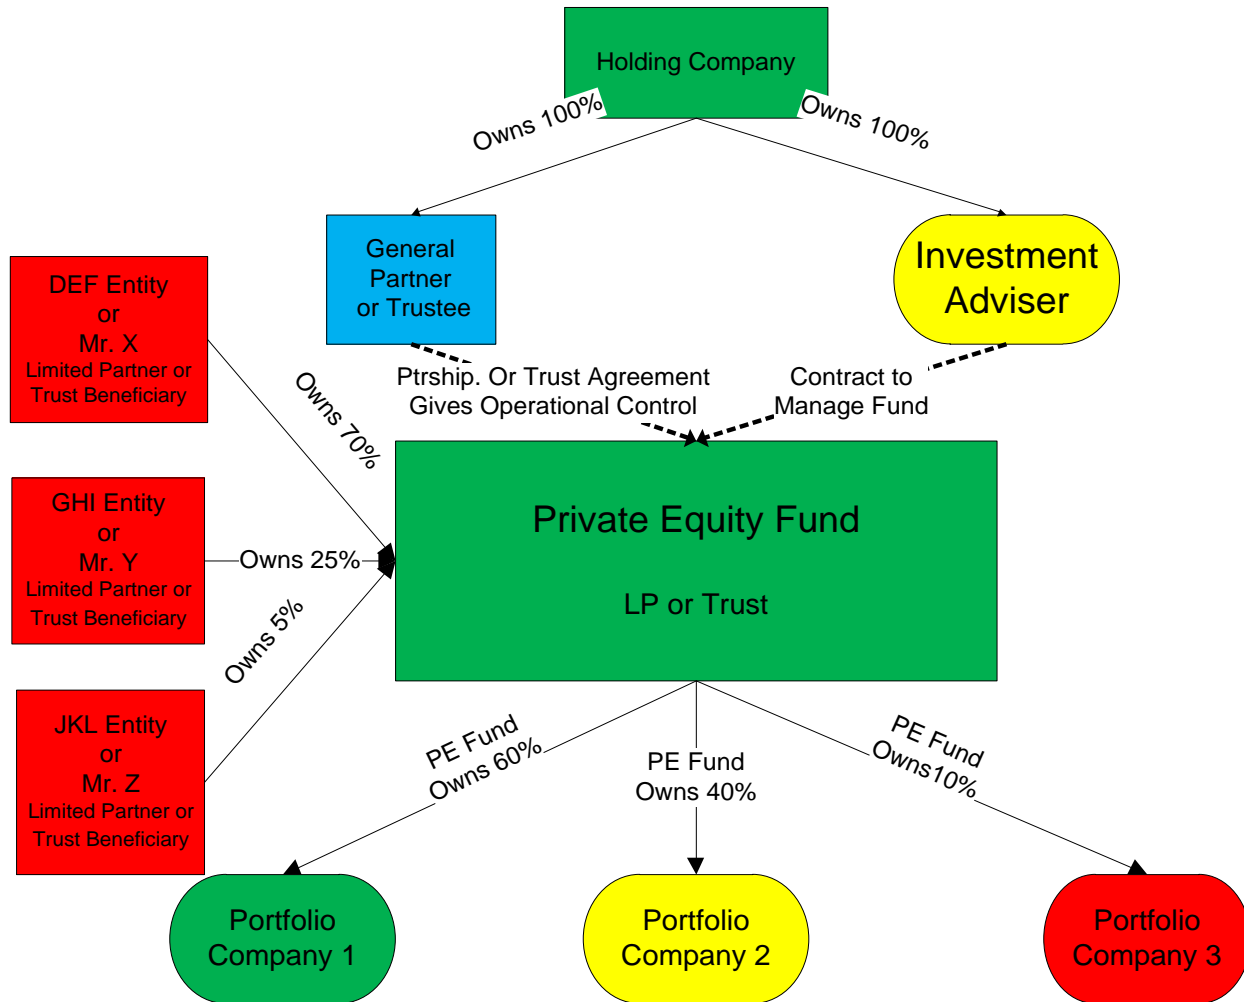 Holding Company
Owns 100%
Owns 100%
General
Partner
or Trustee
Investment
Adviser
DEF Entity
or
Mr. X
Limited Partner or
Trust Beneficiary
Ptrship. Or Trust Agreement
Gives Operational Control
Contract to
Manage Fund
Owns 70%
GHI Entity
or
Mr. Y
Limited Partner or
Trust Beneficiary
Owns 25%
Private Equity Fund
LP or Trust
Owns 5%
JKL Entity
or
Mr. Z
Limited Partner or
Trust Beneficiary
PE Fund
Owns 60%
PE Fund
Owns 40%
PE Fund
Owns10%
Portfolio
Company 1
Portfolio
Company 2
Portfolio
Company 3